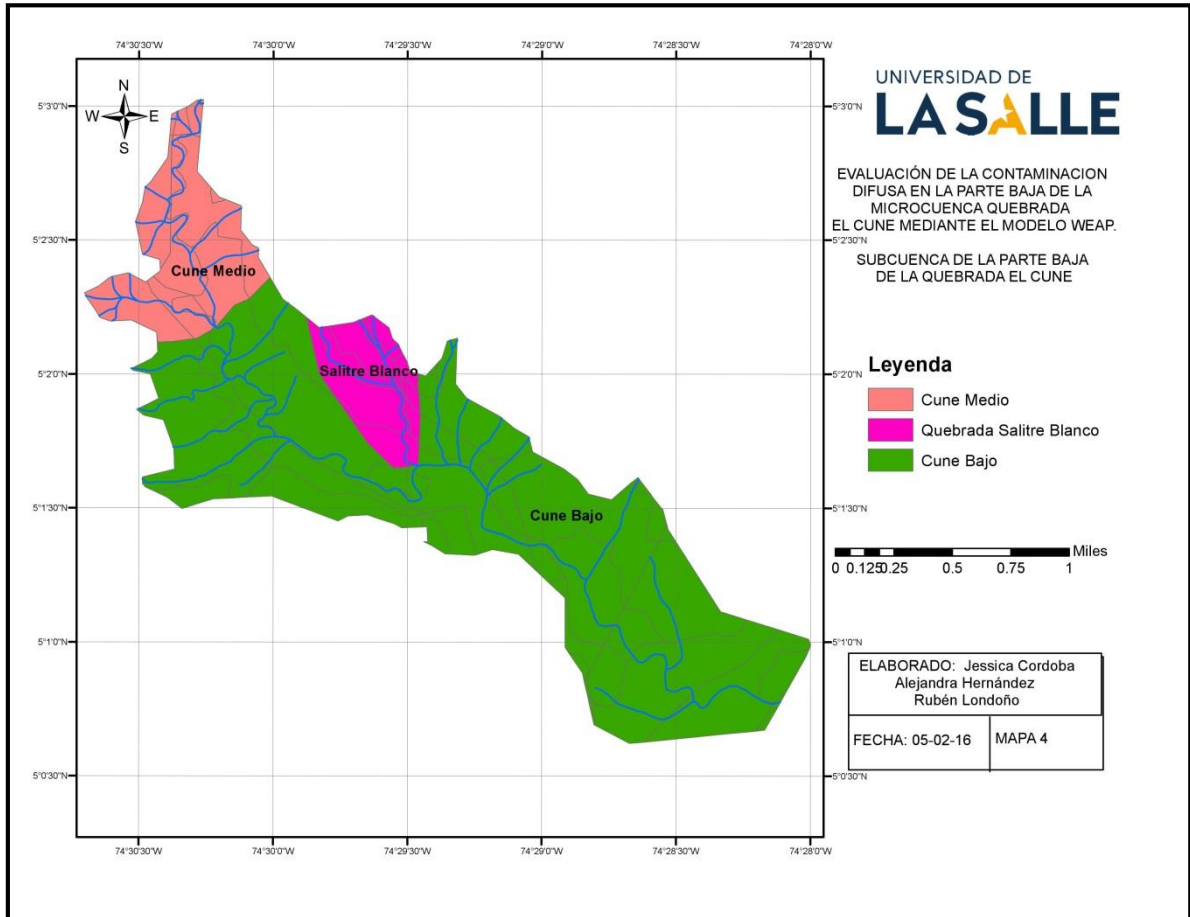 74°30'30"W 74°30'0"W 74°29'30"W 74°29'0"W 74°28'30"W 74°28'0"W
N
W E
S
5°3'0"N 5°3'0"N
5°2'30"N 5°2'30"N
5°2'0"N 5°2'0"N
5°1'30"N 5°1'30"N
5°1'0"N 5°1'0"N
5°0'30"N 5°0'30"N
Cune Medio
Salitre Blanco
Cune Bajo
74°30'30"W 74°30'0"W 74°29'30"W 74°29'0"W 74°28'30"W 74°28'0"W
UNIVERSIDAD DE
LA SALLE
EVALUACIÓN DE LA CONTAMINACION
DIFUSA EN LA PARTE BAJA DE LA
MICROCUENCA QUEBRADA
EL CUNE MEDIANTE EL MODELO WEAP.
SUBCUENCA DE LA PARTE BAJA
DE LA QUEBRADA EL CUNE
Leyenda
Cune Medio
Quebrada Salitre Blanco
Cune Bajo
Miles
0 0.125 0.25 0.5 0.75 1
ELABORADO: Jessica Cordoba
Alejandra Hernández
Rubén Londoño
FECHA: 05-02-16 MAPA 4